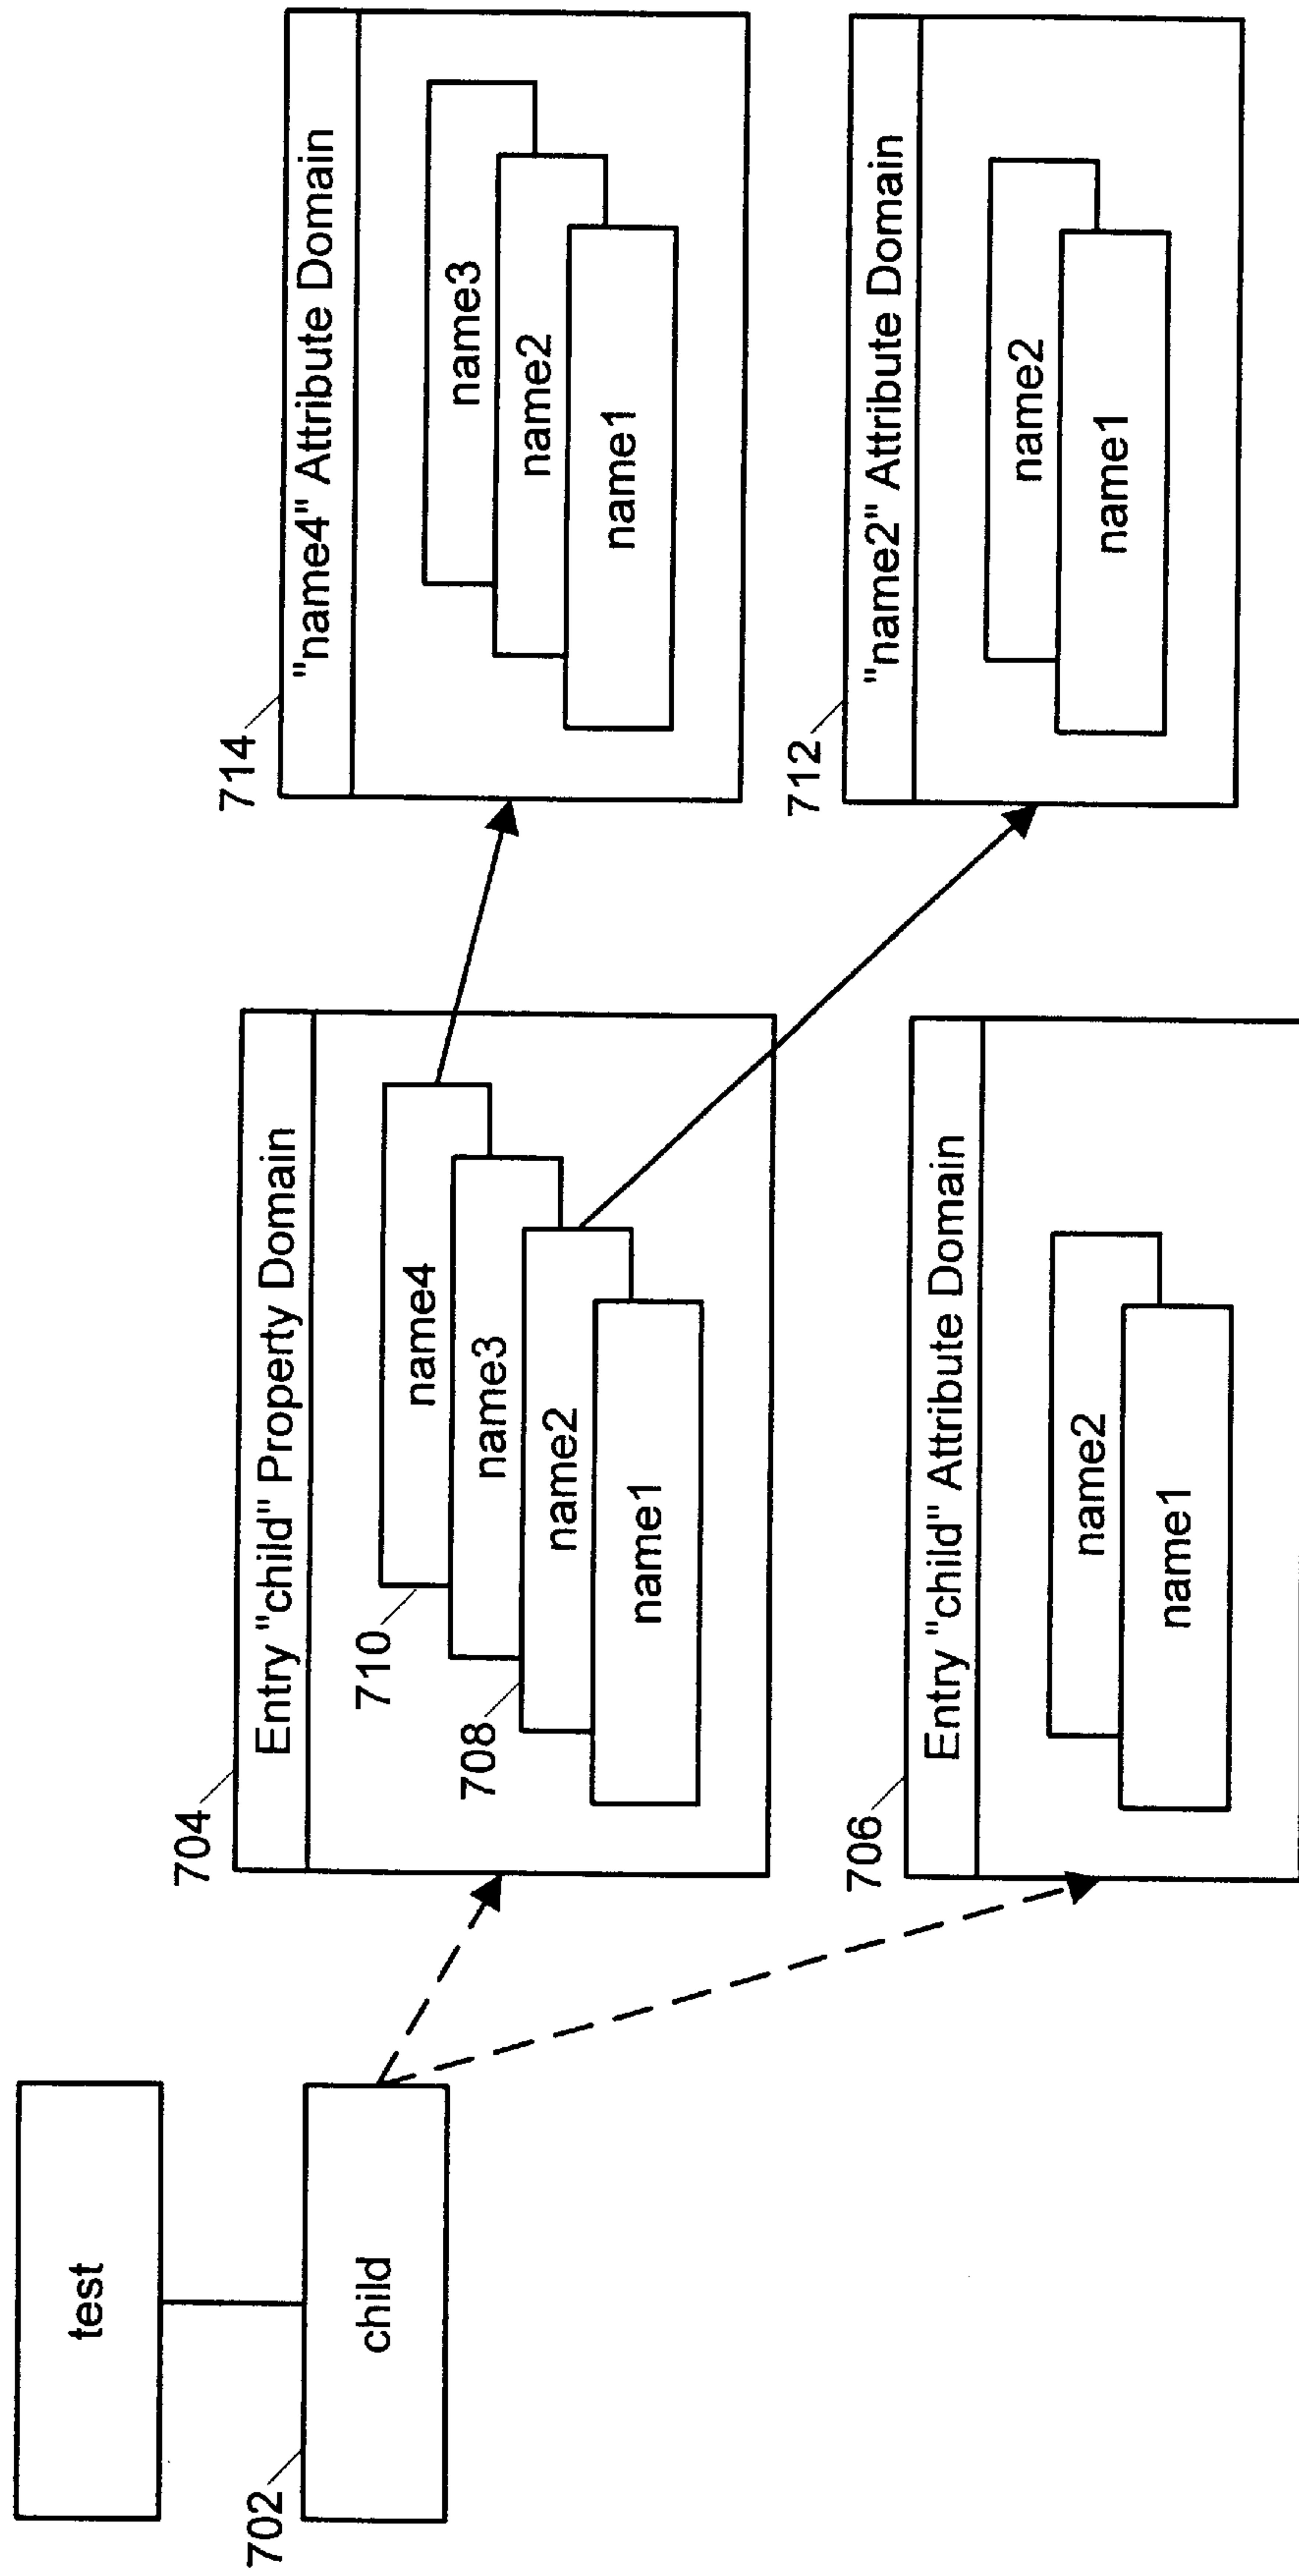 test
702
child
704
Entry "child" Property Domain
710
name4
name3
708
name2
name1
706
Entry "child" Attribute Domain
name2
name1
714
"name4" Attribute Domain
name3
name2
name1
712
"name2" Attribute Domain
name2
name1